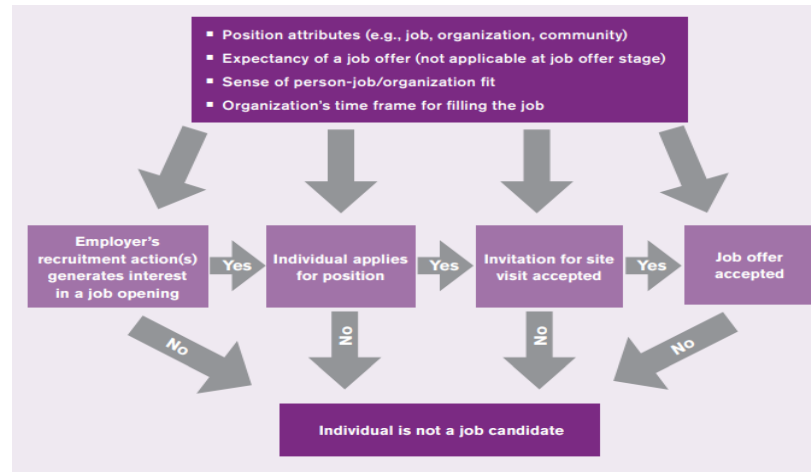 ▪ Position attributes (e.g., job, organization, community)
▪ Expectancy of a job offer (not applicable at job offer stage)
▪ Sense of person-job/organization fit
▪ Organization's time frame for filling the job
Employer's
recruitment action(s)
generates interest
in a job opening
Yes
Individual applies
for position
Yes
Invitation for site
visit accepted
Yes
Job offer
accepted
No
No
No
No
Individual is not a job candidate